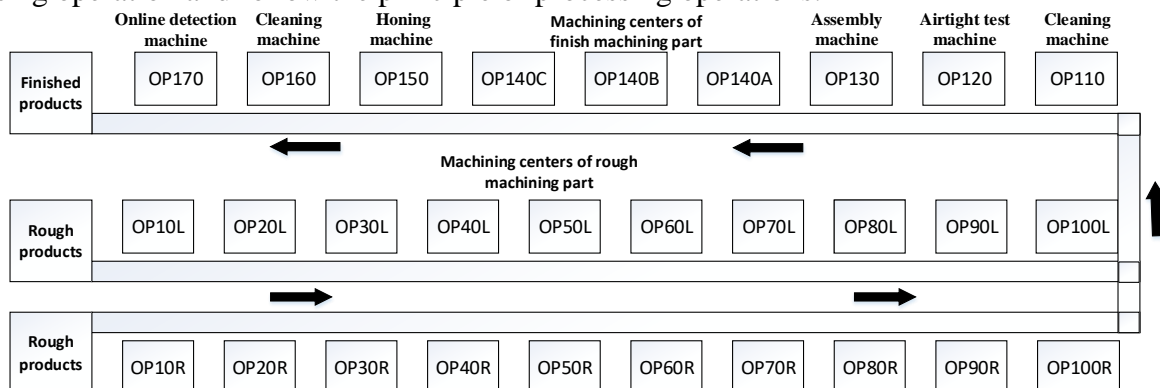 Online detection machine
Cleaning machine
Honing machine
Machining centers of finish machining part
Assembly machine
Airtight test machine
Cleaning machine
Finished products
OP170
OP160
OP150
OP140C
OP140B
OP140A
OP130
OP120
OP110
Machining centers of rough machining part
Rough products
OP10L
OP20L
OP30L
OP40L
OP50L
OP60L
OP70L
OP80L
OP90L
OP100L
Rough products
OP10R
OP20R
OP30R
OP40R
OP50R
OP60R
OP70R
OP80R
OP90R
OP100R